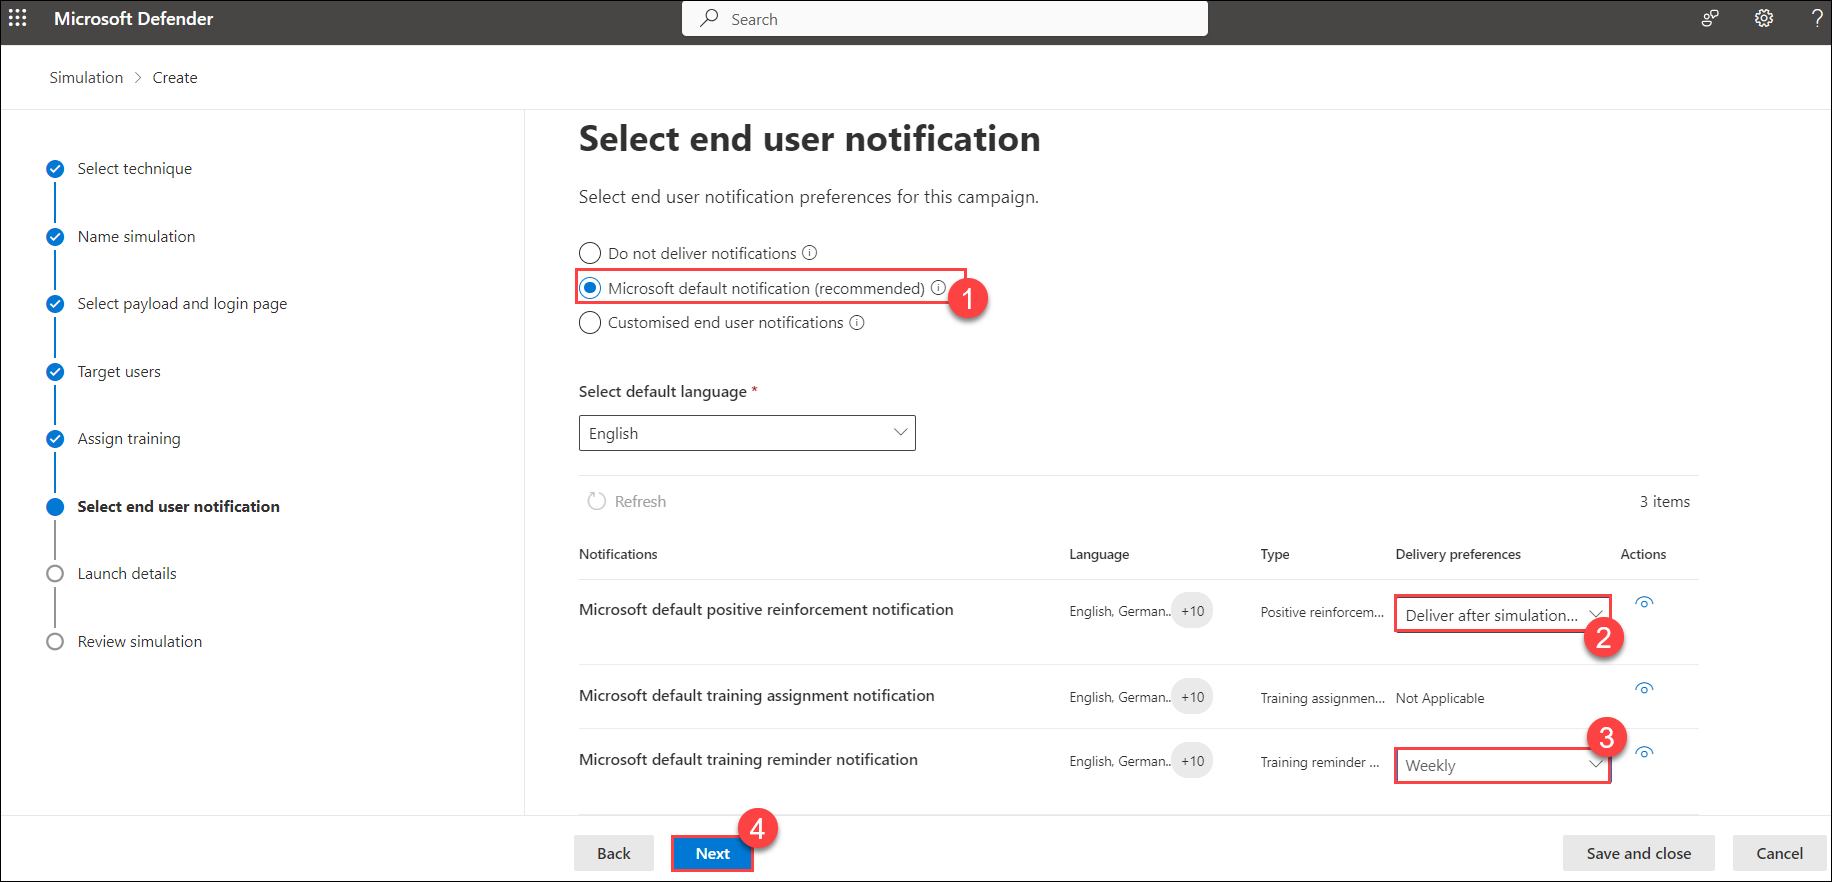 Microsoft Defender
Search
?
Simulation > Create
Select technique
Name simulation
Select payload and login page
Target users
Assign training
Select end user notification
Launch details
Review simulation
Select end user notification
Select end user notification preferences for this campaign.
Do not deliver notifications
Microsoft default notification (recommended)
1
Customised end user notifications
Select default language *
English
Refresh
3 items
Notifications Language Type Delivery preferences Actions
Microsoft default positive reinforcement notification English, German.. +10 Positive reinforcem... Deliver after simulation...
2
Microsoft default training assignment notification English, German.. +10 Training assignmen... Not Applicable
3
Microsoft default training reminder notification English, German.. +10 Training reminder ... Weekly
4
Back Next Save and close Cancel